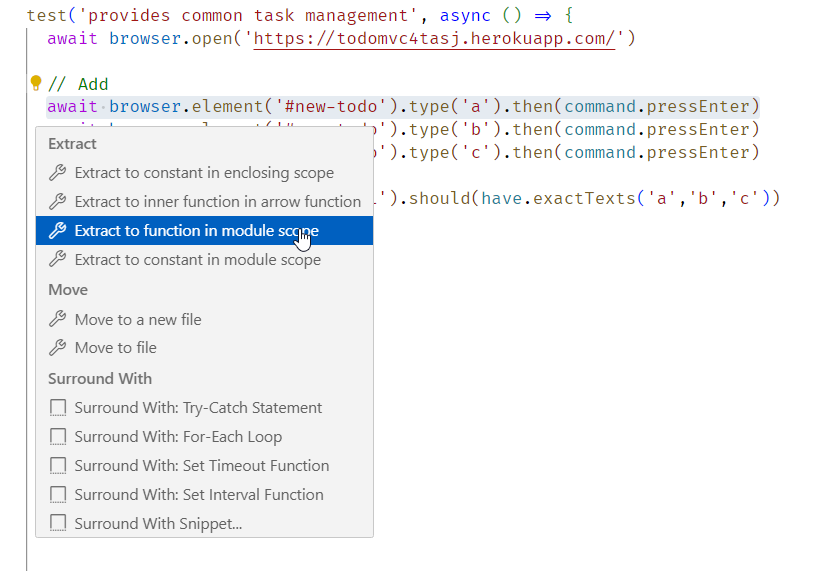 test('provides common task management', async () => {
await browser.open('https://todomvc4tasj.herokuapp.com/')
// Add
await browser.element('#new-todo').type('a').then(command.pressEnter)
').type('b').then(command.pressEnter)
').type('c').then(command.pressEnter)
').should(have.exactTexts('a','b','c'))
Extract
Extract to constant in enclosing scope
Extract to inner function in arrow function
Extract to function in module scope
Extract to constant in module scope
Move
Move to a new file
Move to file
Surround With
Surround With: Try-Catch Statement
Surround With: For-Each Loop
Surround With: Set Timeout Function
Surround With: Set Interval Function
Surround With Snippet...